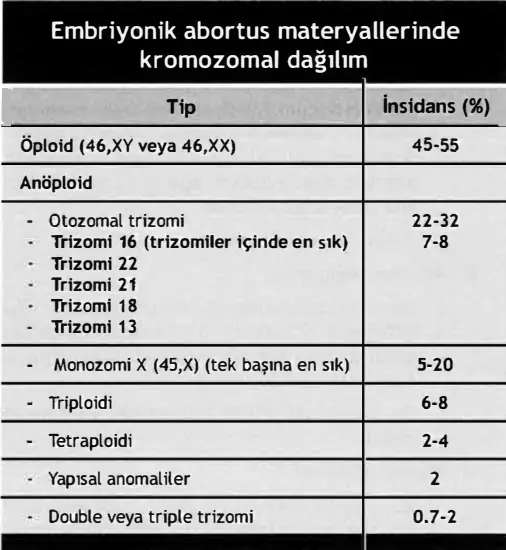 Embriyonik abortus materyallerinde
kromozomal dağılım
Tip İnsidans (%)
Öploid (46,XY veya 46,XX) 45-55
Anöploid
- Otozomal trizomi 22-32
- Trizomi 16 (trizomiler içinde en sık) 7-8
- Trizomi 22
- Trizomi 21
- Trizomi 18
- Trizomi 13
- Monozomi X (45,X) (tek başına en sık) 5-20
- Triploidi 6-8
- Tetraploidi 2-4
- Yapısal anomaliler 2
- Double veya triple trizomi 0.7-2